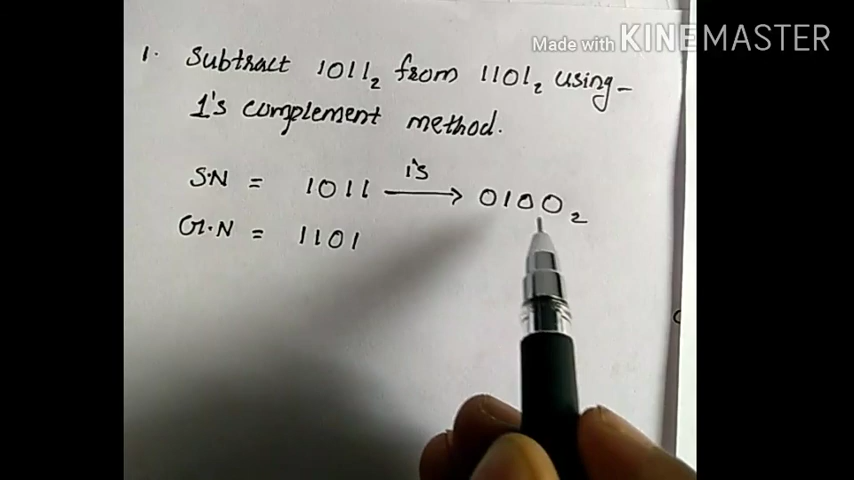 Made with KINEMASTER
1. Subtract 1011₂ from 1101₂ using
1's complement method.
1's
S.N = 1011 → 0100₂
G.N = 1101